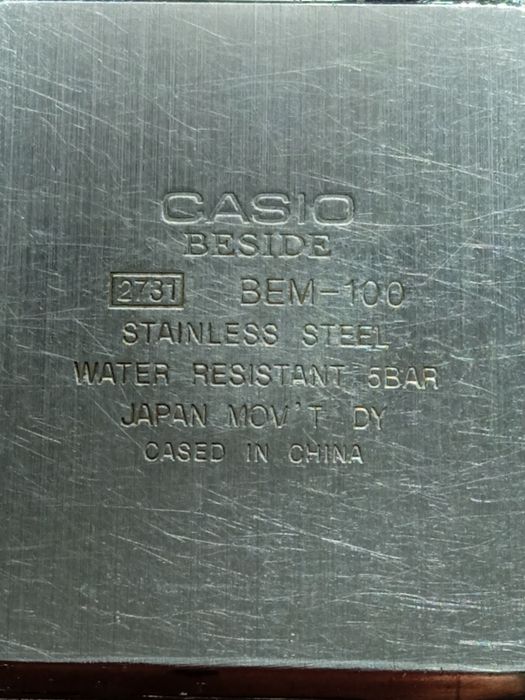 CASIO
BESIDE
2731 BEM-100
STAINLESS STEEL
WATER RESISTANT 5BAR
JAPAN MOV'T DY
CASED IN CHINA